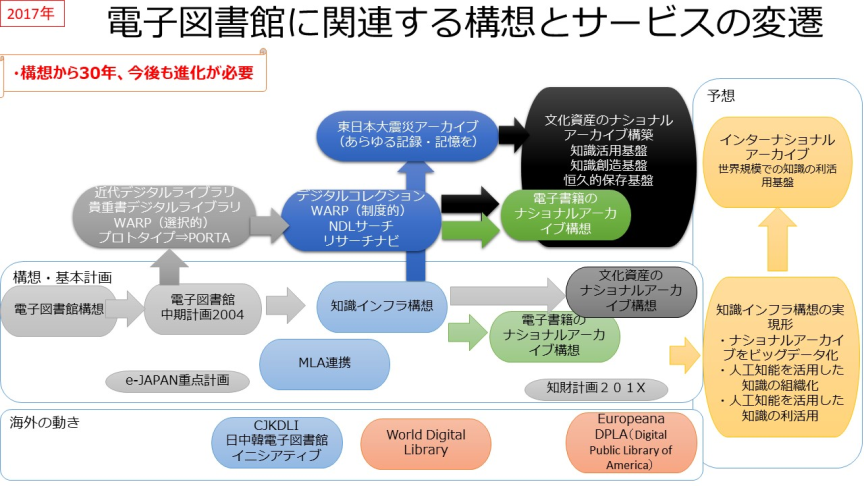 2017年
電子図書館に関連する構想とサービスの変遷
・構想から30年、今後も進化が必要
東日本大震災アーカイブ
（あらゆる記録・記憶を）
文化資産のナショナル
アーカイブ構築
知識活用基盤
知識創造基盤
恒久的保存基盤
近代デジタルライブラリ
貴重書デジタルライブラリ
WARP（選択的）
プロトタイプ⇒PORTA
デジタルコレクション
WARP（制度的）
NDLサーチ
リサーチナビ
電子書籍の
ナショナルアーカ
イブ構想
予想
インターナショナル
アーカイブ
世界規模での知識の利活
用基盤
構想・基本計画
電子図書館構想
電子図書館
中期計画2004
知識インフラ構想
文化資産の
ナショナルアーカ
イブ構想
電子書籍の
ナショナルアーカ
イブ構想
MLA連携
e-JAPAN重点計画
知財計画２０１X
知識インフラ構想の実
現形
・ナショナルアーカイ
ブをビッグデータ化
・人工知能を活用した
知識の組織化
・人工知能を活用した
知識の利活用
海外の動き
CJKDLI
日中韓電子図書館
イニシアティブ
World Digital
Library
Europeana
DPLA（Digital
Public Library of
America）